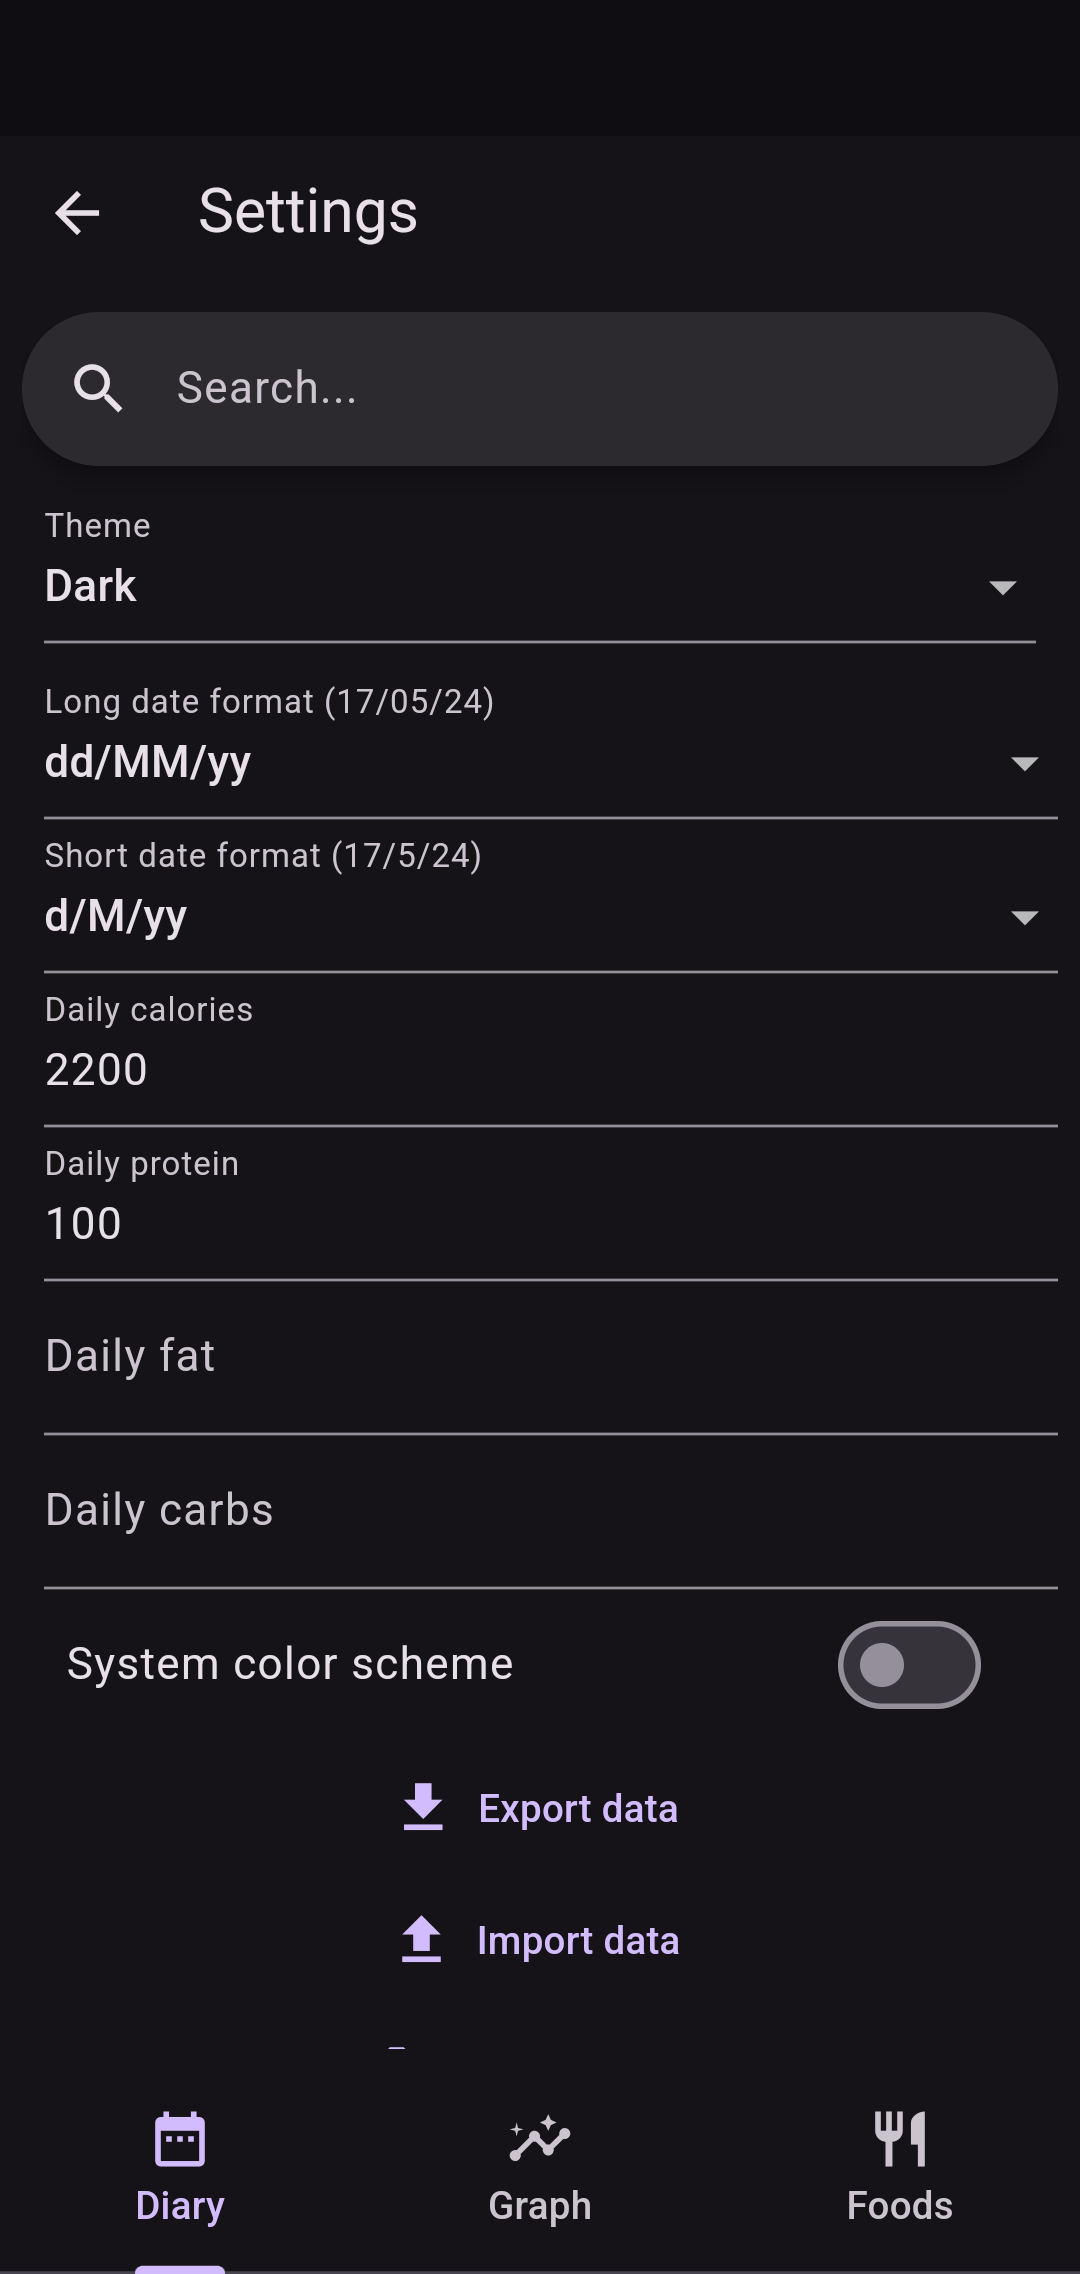 Settings
Search...
Theme
Dark
Long date format (17/05/24)
dd/MM/yy
Short date format (17/5/24)
d/M/yy
Daily calories
2200
Daily protein
100
Daily fat
Daily carbs
System color scheme
Export data
Import data
Diary
Graph
Foods